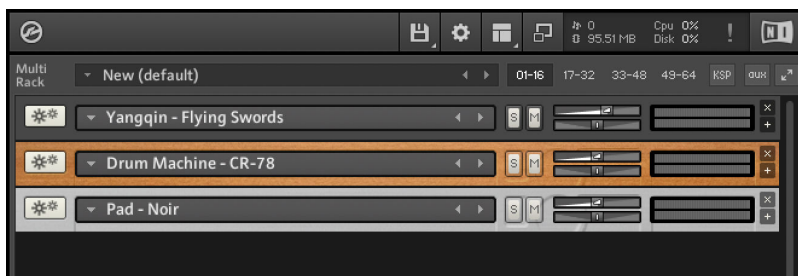 0 Cpu 0%
95.51 MB Disk 0% ! NI
Multi Rack New (default) 01-16 17-32 33-48 49-64 KSP aux
Yangqin - Flying Swords S M
Drum Machine - CR-78 S M
Pad - Noir S M